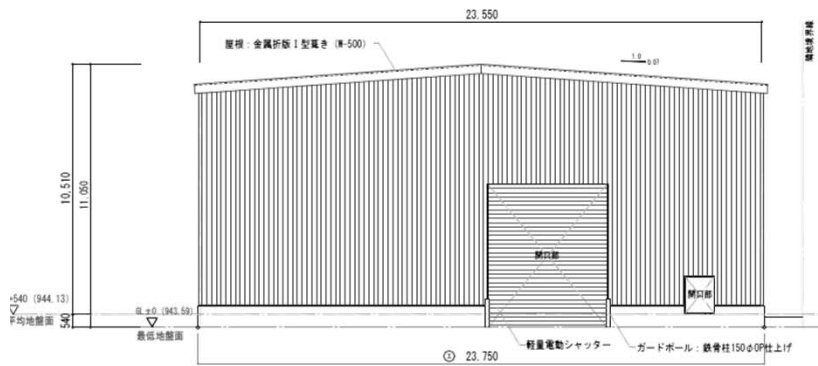 23.550
屋根：金属折版Ⅰ型葺き (W-500)
1.0
0.07
隣地境界線
10,510
11,050
開口部
開口部
+540 (944.13)
平均地盤面
540
GL±0 (943.59)
最低地盤面
軽量電動シャッター
ガードポール：鉄骨柱150φOP仕上げ
① 23.750